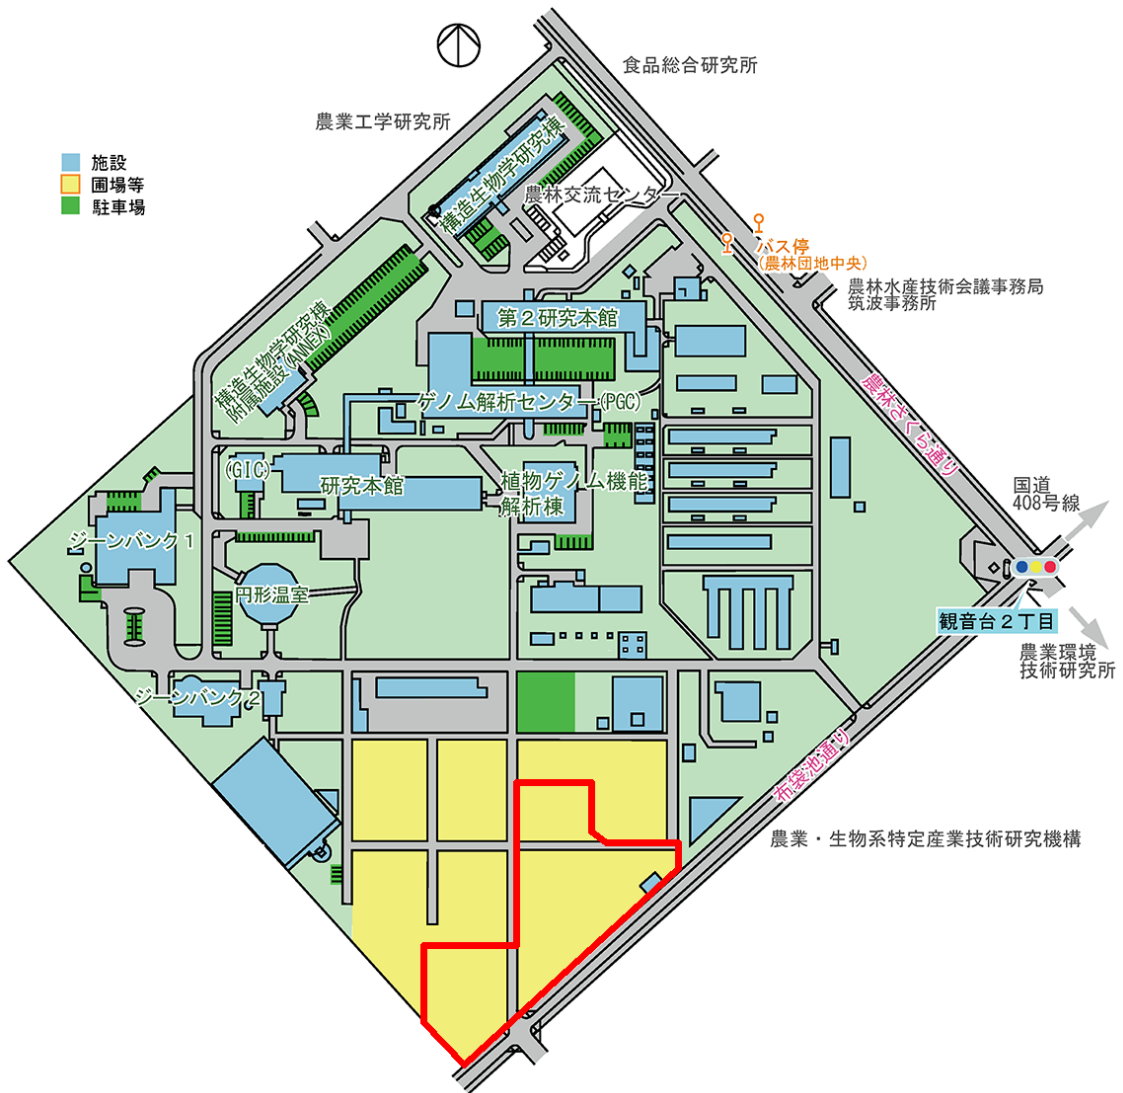 食品総合研究所
農業工学研究所
施設
圃場等
駐車場
構造生物学研究棟
農林交流センター
バス停
(農林団地中央)
農林水産技術会議事務局
筑波事務所
第２研究本館
構造生物学研究棟
附属施設(ANNEX)
ゲノム解析センター(PGC)
農林さくら通り
(GIC)
研究本館
植物ゲノム機能
解析棟
国道
408号線
ジーンバンク１
円形温室
観音台２丁目
農業環境
技術研究所
ジーンバンク２
布袋池通り
農業・生物系特定産業技術研究機構